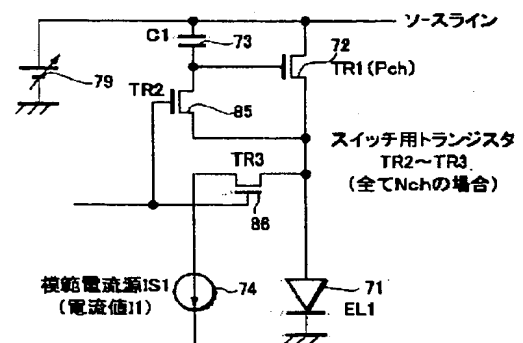 ソースライン
C1
73
72
TR1(Pch)
79
TR2
85
スイッチ用トランジスタ
TR2～TR3
(全てNchの場合)
TR3
86
模範電流源IS1
(電流値I1)
74
71
EL1